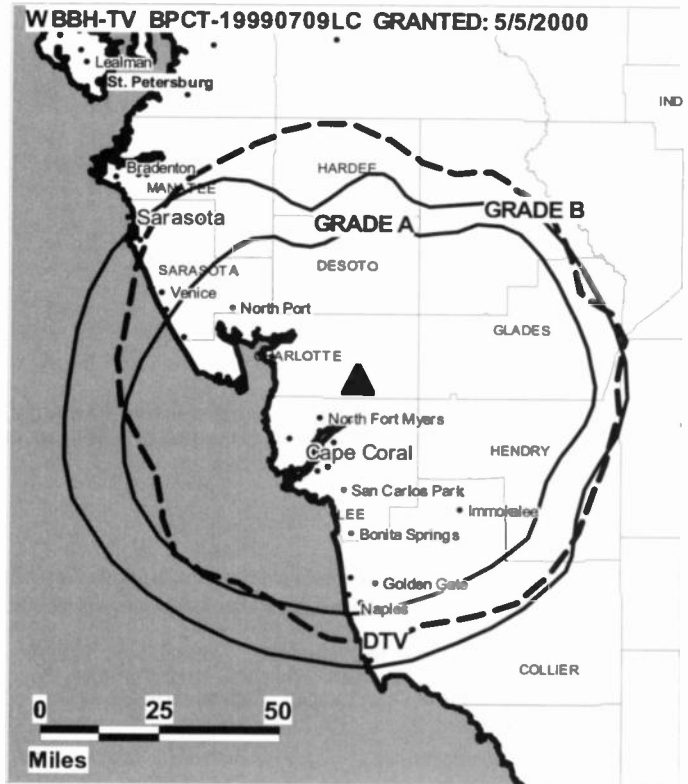 WBBH-TV BPCT-19990709LC GRANTED: 5/5/2000
Lealman
St. Petersburg
IND
Bradenton
HARDEE
MANATEE
GRADE B
Sarasota
GRADE A
SARASOTA
DESOTO
Venice
North Port
GLADES
CHARLOTTE
North Fort Myers
Cape Coral
HENDRY
San Carlos Park
LEE
Immokalee
Bonita Springs
Golden Gate
Naples
DTV
COLLIER
0 25 50
Miles